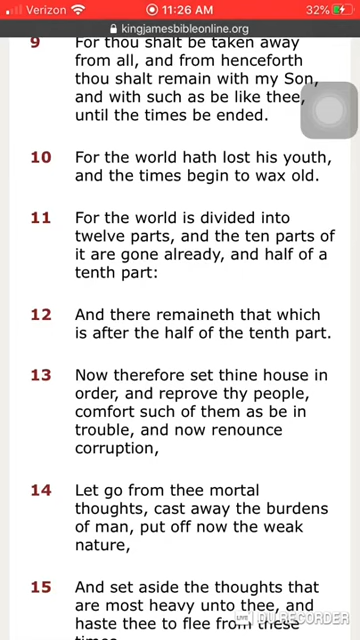 Verizon 11:26 AM 32%
kingjamesbibleonline.org
9 For thou shalt be taken away
from all, and from henceforth
thou shalt remain with my Son,
and with such as be like thee,
until the times be ended.
10 For the world hath lost his youth,
and the times begin to wax old.
11 For the world is divided into
twelve parts, and the ten parts of
it are gone already, and half of a
tenth part:
12 And there remaineth that which
is after the half of the tenth part.
13 Now therefore set thine house in
order, and reprove thy people,
comfort such of them as be in
trouble, and now renounce
corruption,
14 Let go from thee mortal
thoughts, cast away the burdens
of man, put off now the weak
nature,
15 And set aside the thoughts that
are most heavy unto thee, and
haste thee to flee from these
times
DU RECORDER